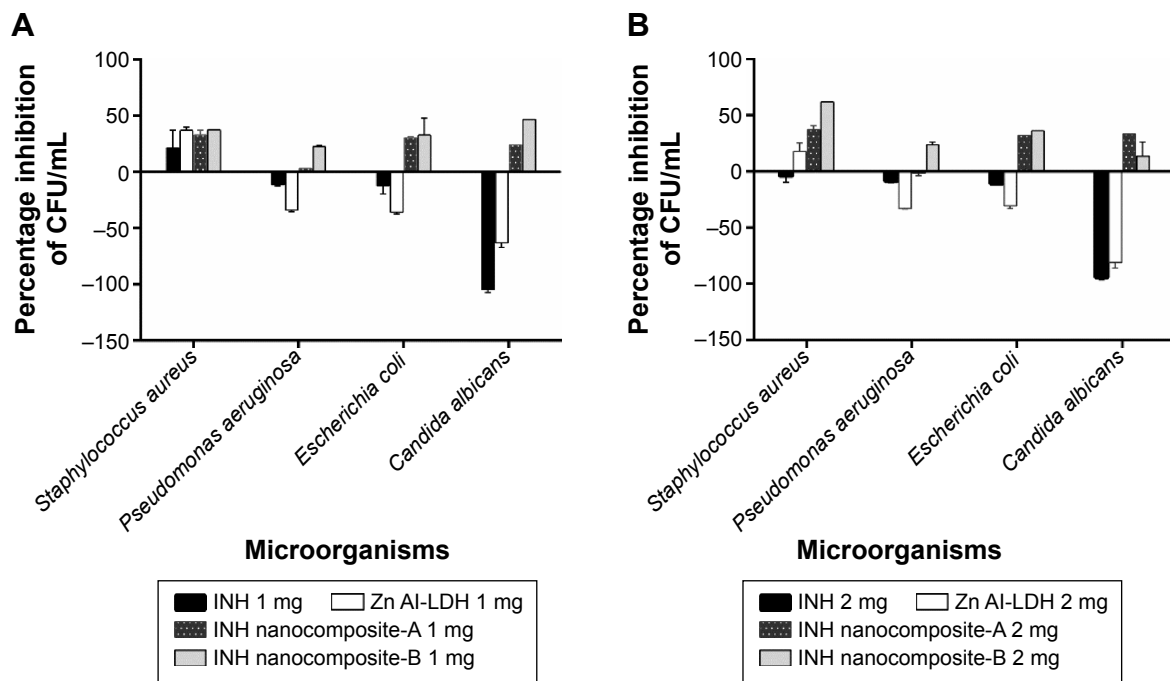 A
Percentage inhibition
of CFU/mL
100
50
0
–50
–100
–150
Staphylococcus aureus
Pseudomonas aeruginosa
Escherichia coli
Candida albicans
Microorganisms
INH 1 mg
Zn Al-LDH 1 mg
INH nanocomposite-A 1 mg
INH nanocomposite-B 1 mg
B
Percentage inhibition
of CFU/mL
100
50
0
–50
–100
–150
Staphylococcus aureus
Pseudomonas aeruginosa
Escherichia coli
Candida albicans
Microorganisms
INH 2 mg
Zn Al-LDH 2 mg
INH nanocomposite-A 2 mg
INH nanocomposite-B 2 mg